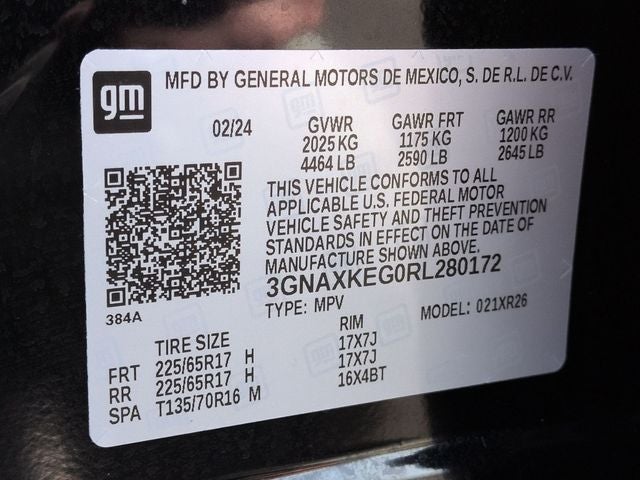 gm
MFD BY GENERAL MOTORS DE MEXICO, S. DE R.L. DE C.V.
02/24 GVWR GAWR FRT GAWR RR
2025 KG 1175 KG 1200 KG
4464 LB 2590 LB 2645 LB
THIS VEHICLE CONFORMS TO ALL
APPLICABLE U.S. FEDERAL MOTOR
VEHICLE SAFETY AND THEFT PREVENTION
STANDARDS IN EFFECT ON THE DATE OF
MANUFACTURE SHOWN ABOVE.
3GNAXKEG0RL280172
384A
TYPE: MPV MODEL: 021XR26
TIRE SIZE RIM
FRT 225/65R17 H 17X7J
RR 225/65R17 H 17X7J
SPA T135/70R16 M 16X4BT